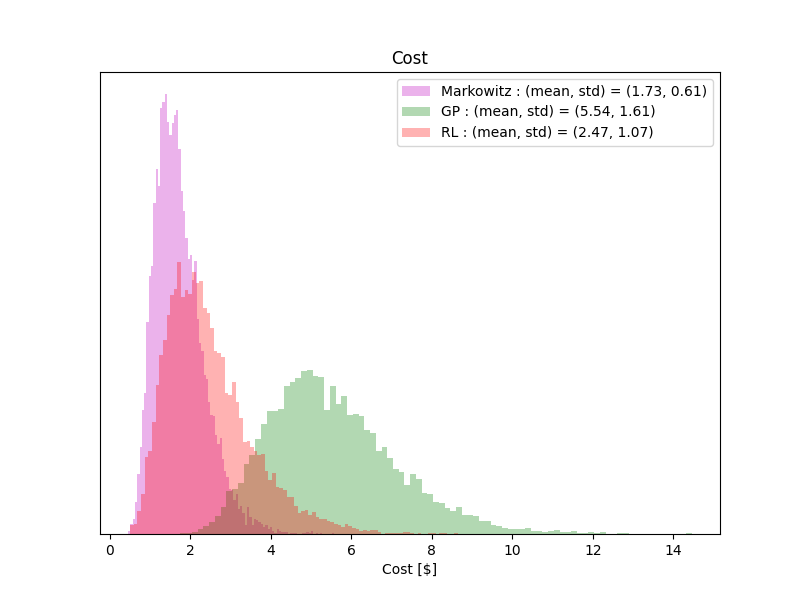 Cost
Markowitz : (mean, std) = (1.73, 0.61)
GP : (mean, std) = (5.54, 1.61)
RL : (mean, std) = (2.47, 1.07)
0 2 4 6 8 10 12 14
Cost [$]